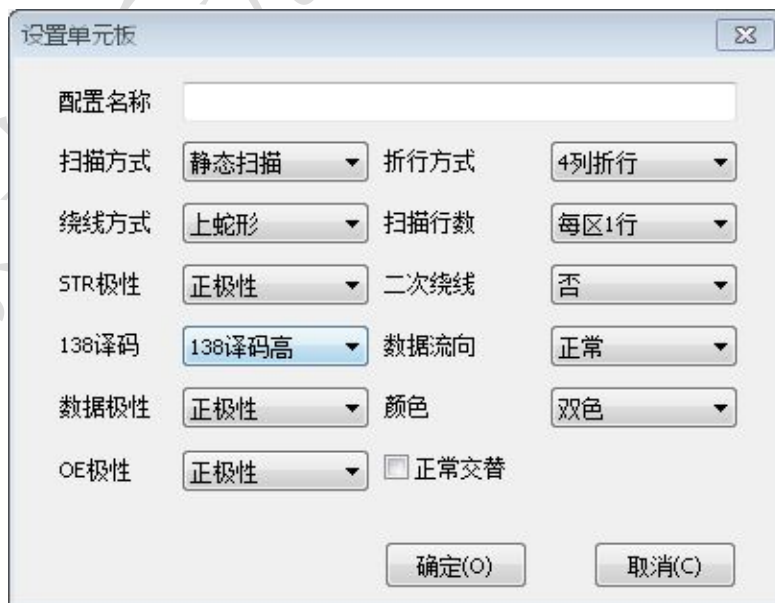 设置单元板
配置名称
扫描方式 静态扫描 折行方式 4列折行
绕线方式 上蛇形 扫描行数 每区1行
STR极性 正极性 二次绕线 否
138译码 138译码高 数据流向 正常
数据极性 正极性 颜色 双色
OE极性 正极性 正常交替
确定(O) 取消(C)